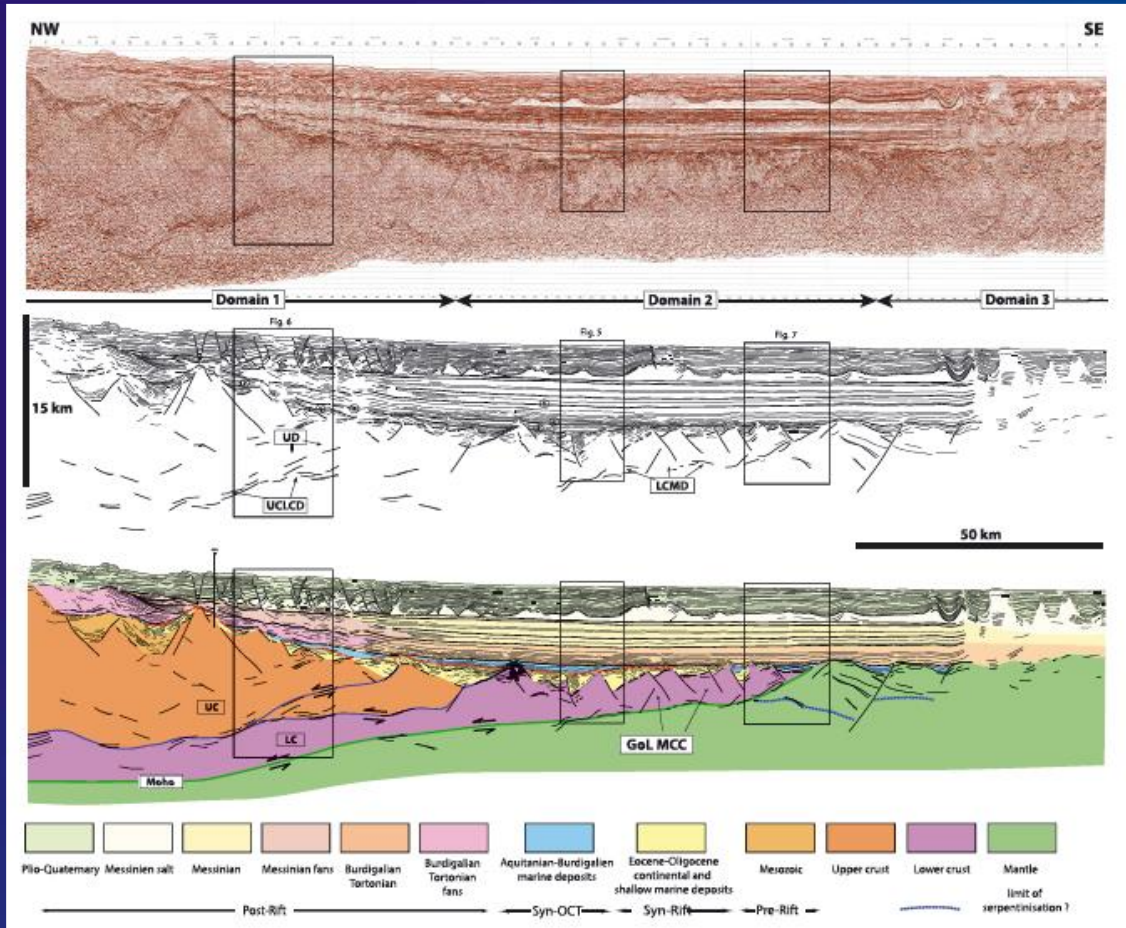 NW
SE
Domain 1
Domain 2
Domain 3
Fig. 6
Fig. 5
Fig. 7
15 km
UD
UCLCD
LCMD
50 km
UC
LC
GoL MCC
Moho
Plio-Quaternary
Messinien salt
Messinian
Messinian fans
Burdigalian
Tortonian
Burdigalian
Tortonian
fans
Aquitanian-Burdigalien
marine deposits
Eocene-Oligocene
continental and
shallow marine deposits
Mesozoic
Upper crust
Lower crust
Mantle
Post-Rift
Syn-OCT
Syn-Rift
Pre-Rift
limit of
serpentinisation ?